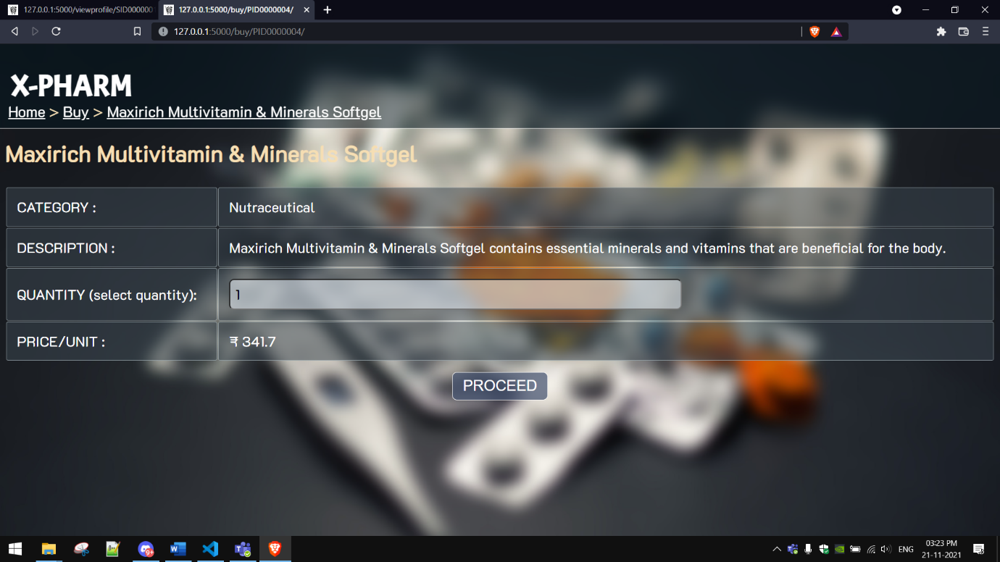 127.0.0.1:5000/viewprofile/SID000000
127.0.0.1:5000/buy/PID0000004/
127.0.0.1:5000/buy/PID0000004/
X-PHARM
Home > Buy > Maxirich Multivitamin & Minerals Softgel
Maxirich Multivitamin & Minerals Softgel
CATEGORY : Nutraceutical
DESCRIPTION : Maxirich Multivitamin & Minerals Softgel contains essential minerals and vitamins that are beneficial for the body.
QUANTITY (select quantity): 1
PRICE/UNIT : ₹ 341.7
PROCEED
9+
ENG
03:23 PM
21-11-2021